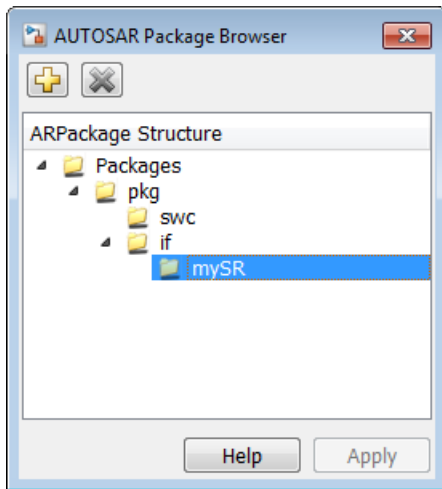 AUTOSAR Package Browser
ARPackage Structure
Packages
pkg
swc
if
mySR
Help Apply